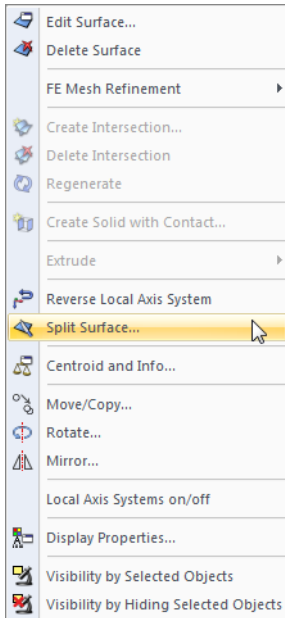 Edit Surface...
Delete Surface
FE Mesh Refinement
Create Intersection...
Delete Intersection
Regenerate
Create Solid with Contact...
Extrude
Reverse Local Axis System
Split Surface...
Centroid and Info...
Move/Copy...
Rotate...
Mirror...
Local Axis Systems on/off
Display Properties...
Visibility by Selected Objects
Visibility by Hiding Selected Objects